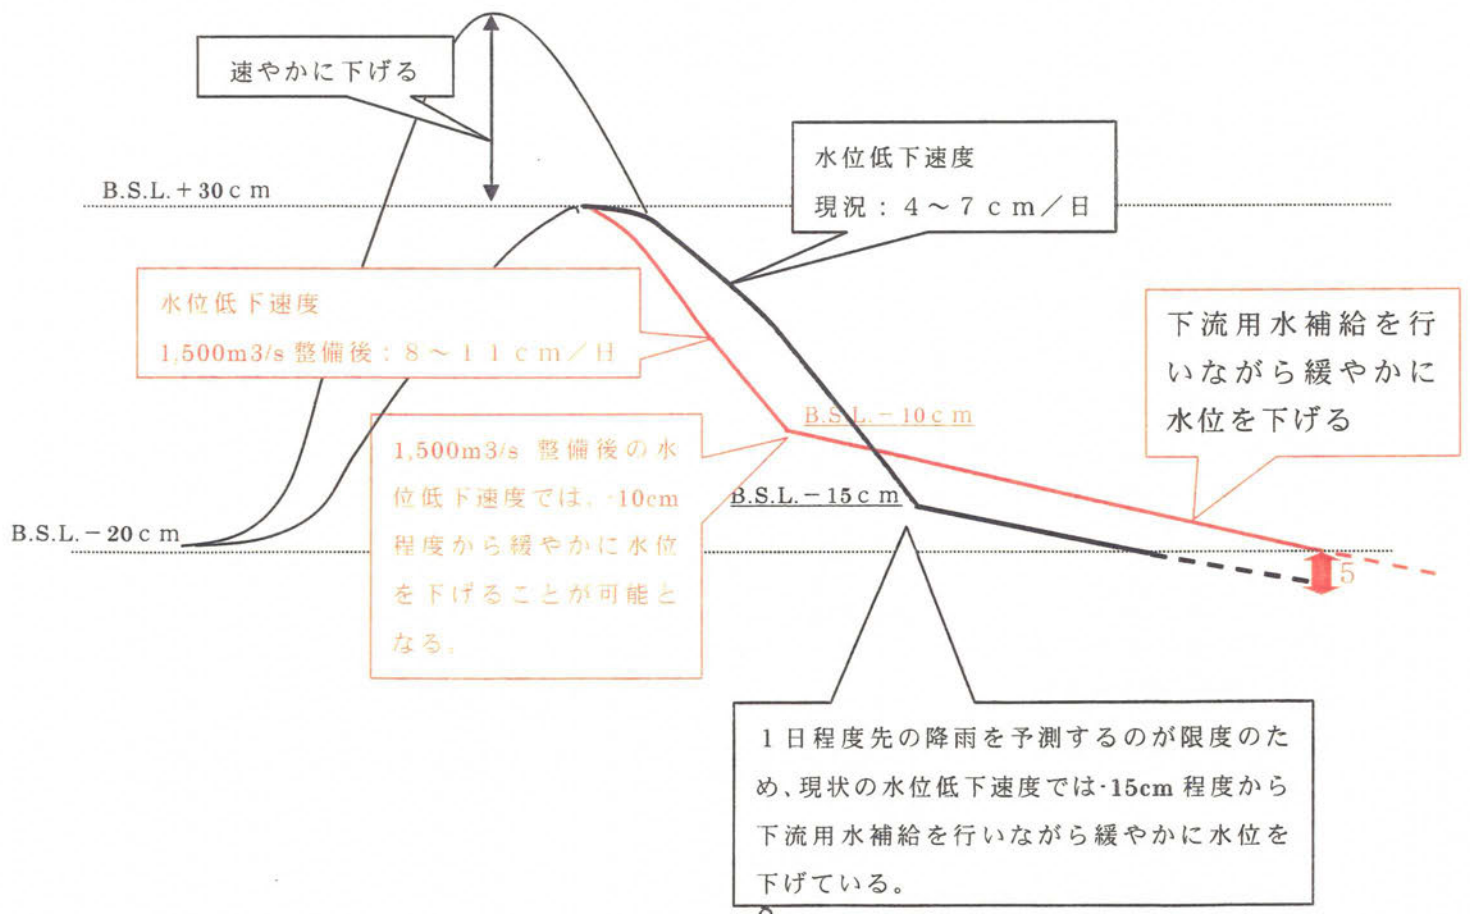 速やかに下げる
水位低下速度
現況：４～７ｃｍ／日
B.S.L.＋30ｃｍ
水位低下速度
1,500m3/s 整備後：８～１１ｃｍ／日
下流用水補給を行
いながら緩やかに
水位を下げる
B.S.L.－10ｃｍ
1,500m3/s 整備後の水
位低下速度では、-10cm
程度から緩やかに水位
を下げることが可能と
なる。
B.S.L.－15ｃｍ
B.S.L.－20ｃｍ
5
１日程度先の降雨を予測するのが限度のた
め、現状の水位低下速度では-15cm 程度から
下流用水補給を行いながら緩やかに水位を
下げている。